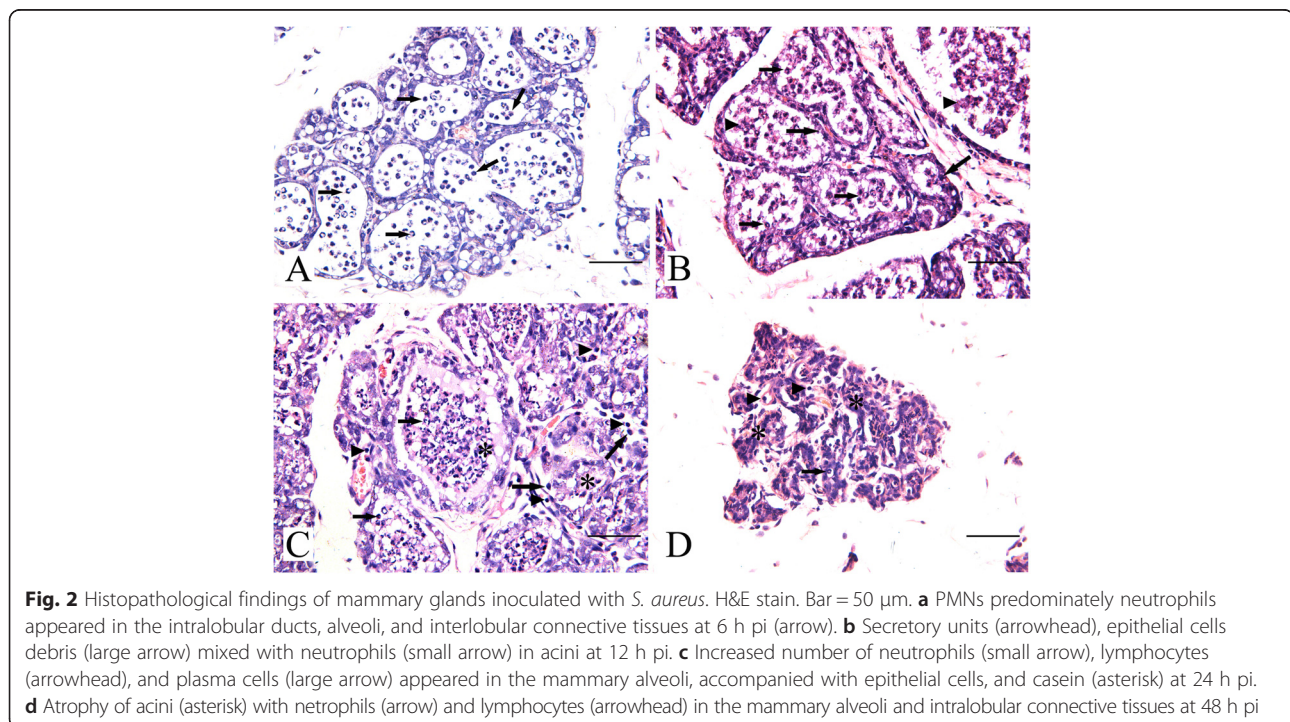 A
B
C
D
Fig. 2 Histopathological findings of mammary glands inoculated with S. aureus. H&E stain. Bar = 50 μm. a PMNs predominately neutrophils
appeared in the intralobular ducts, alveoli, and interlobular connective tissues at 6 h pi (arrow). b Secretory units (arrowhead), epithelial cells
debris (large arrow) mixed with neutrophils (small arrow) in acini at 12 h pi. c Increased number of neutrophils (small arrow), lymphocytes
(arrowhead), and plasma cells (large arrow) appeared in the mammary alveoli, accompanied with epithelial cells, and casein (asterisk) at 24 h pi.
d Atrophy of acini (asterisk) with netrophils (arrow) and lymphocytes (arrowhead) in the mammary alveoli and intralobular connective tissues at 48 h pi